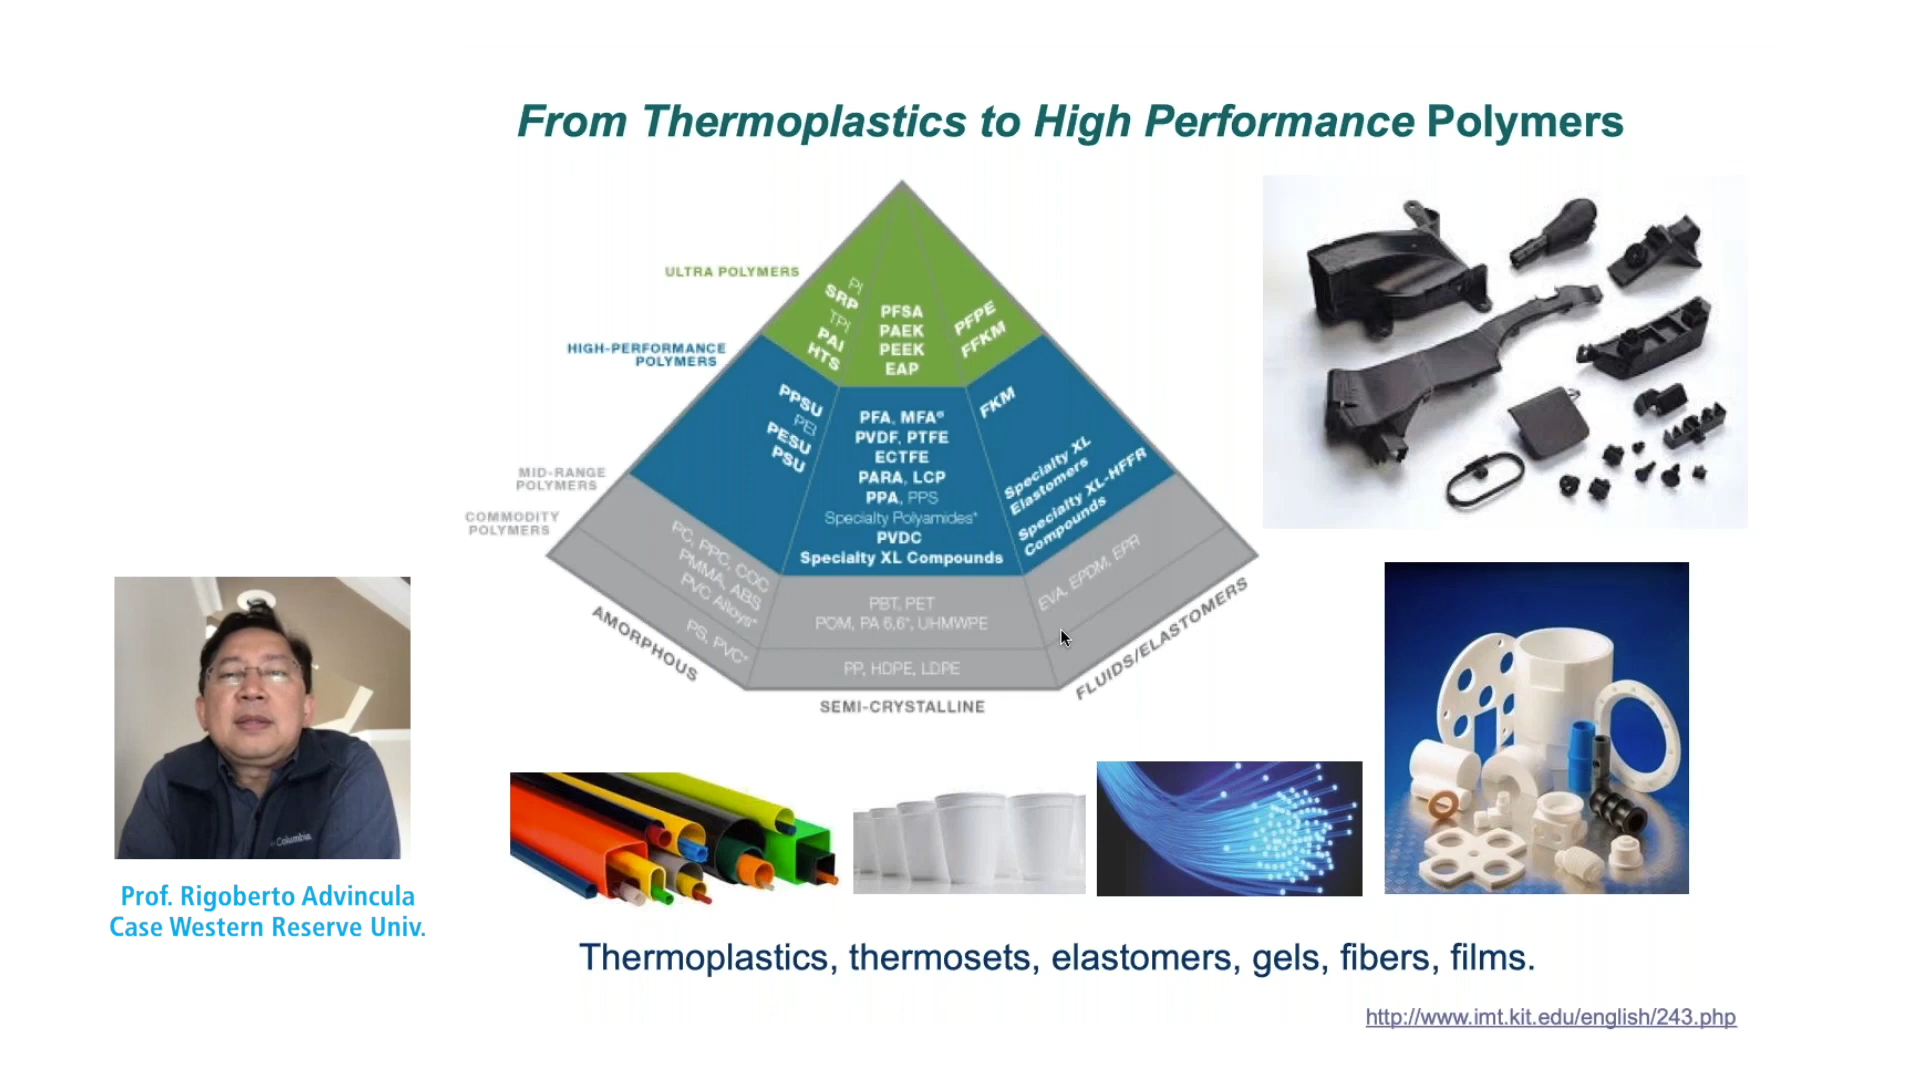 From Thermoplastics to High Performance Polymers
ULTRA POLYMERS
HIGH-PERFORMANCE
POLYMERS
MID-RANGE
POLYMERS
COMMODITY
POLYMERS
PI
SRP
TPI
PAI
HTS
PFSA
PAEK
PEEK
EAP
PFPE
FFKM
PPSU
PEI
PESU
PSU
PFA, MFA®
PVDF, PTFE
ECTFE
PARA, LCP
PPA, PPS
Specialty Polyamides*
PVDC
Specialty XL Compounds
FKM
Specialty XL
Elastomers
Specialty XL-HFFR
Compounds
PC, PPC, COC
PMMA, ABS
PVC Alloys*
PS, PVC*
PBT, PET
POM, PA 6,6*, UHMWPE
PP, HDPE, LDPE
EVA, EPDM, EPR
AMORPHOUS
SEMI-CRYSTALLINE
FLUIDS/ELASTOMERS
Columbia
Prof. Rigoberto Advincula
Case Western Reserve Univ.
Thermoplastics, thermosets, elastomers, gels, fibers, films.
http://www.imt.kit.edu/english/243.php